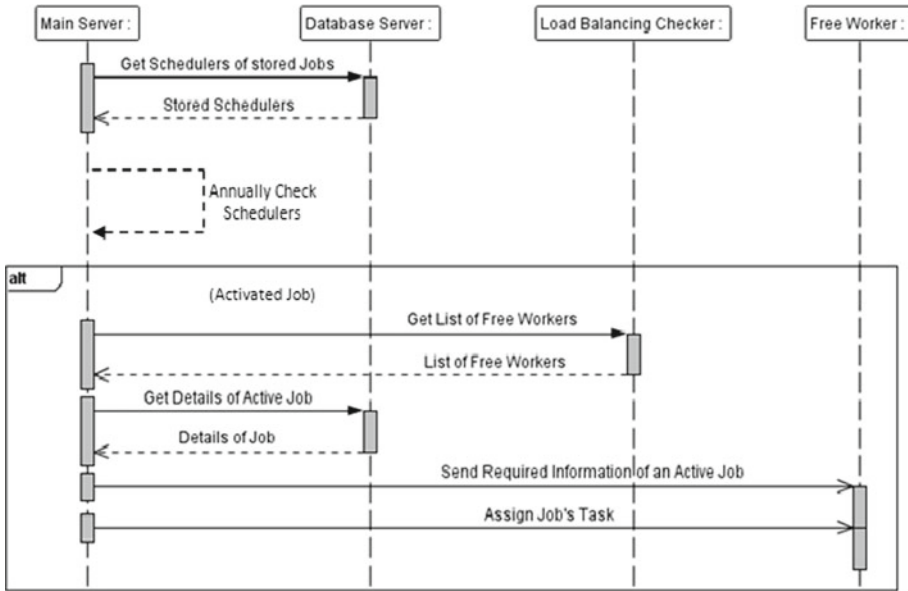 Main Server :
Database Server :
Load Balancing Checker :
Free Worker :
Get Schedulers of stored Jobs
Stored Schedulers
Annually Check
Schedulers
alt
(Activated Job)
Get List of Free Workers
List of Free Workers
Get Details of Active Job
Details of Job
Send Required Information of an Active Job
Assign Job's Task